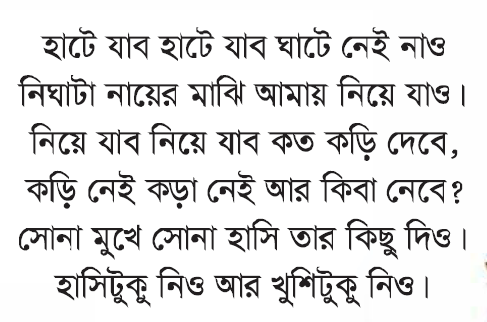 হাটে যাব হাটে যাব ঘাটে নেই নাও
নিঘাটা নায়ের মাঝি আমায় নিয়ে যাও।
নিয়ে যাব নিয়ে যাব কত কড়ি দেবে,
কড়ি নেই কড়া নেই আর কিবা নেবে?
সোনা মুখে সোনা হাসি তার কিছু দিও।
হাসিটুকু নিও আর খুশিটুকু নিও।